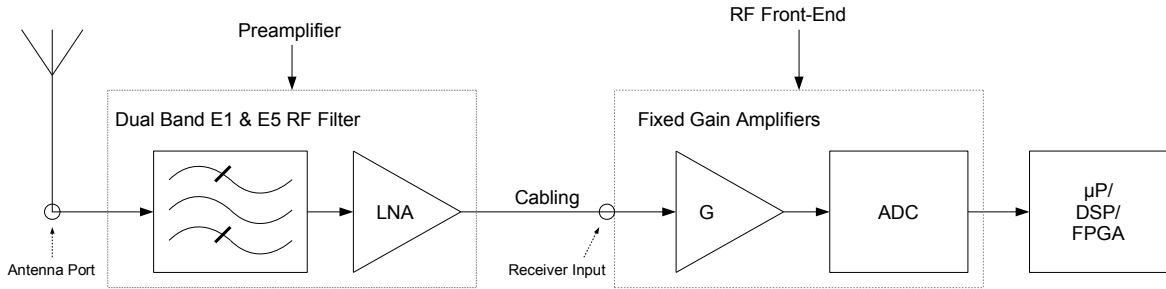 RF Front-End
Preamplifier
Dual Band E1 & E5 RF Filter
Fixed Gain Amplifiers
LNA
Cabling
G
ADC
µP/
DSP/
FPGA
Antenna Port
Receiver Input